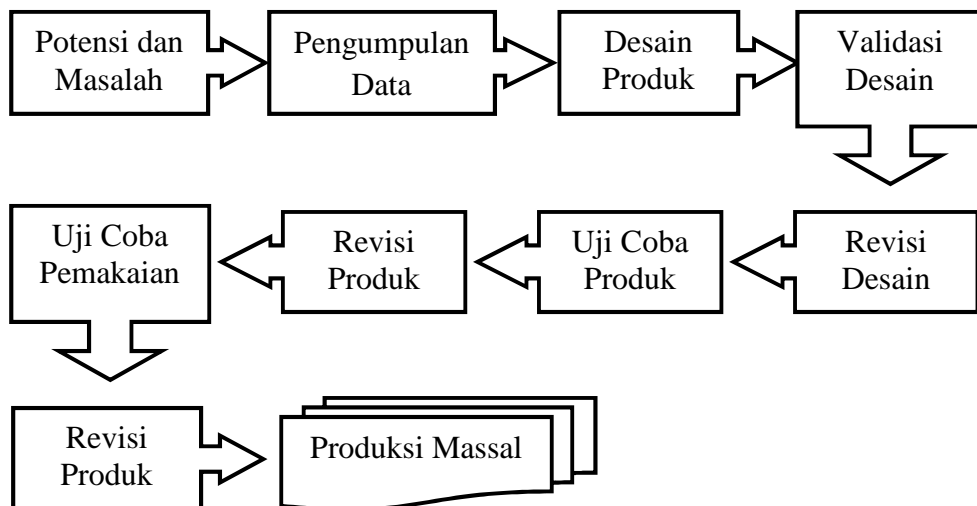 Potensi dan
Masalah
Pengumpulan
Data
Desain
Produk
Validasi
Desain
Revisi
Desain
Uji Coba
Produk
Revisi
Produk
Uji Coba
Pemakaian
Revisi
Produk
Produksi Massal